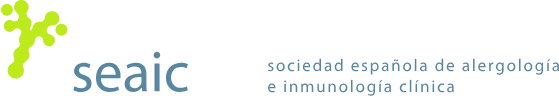 seaic
sociedad española de alergología
e inmunología clínica